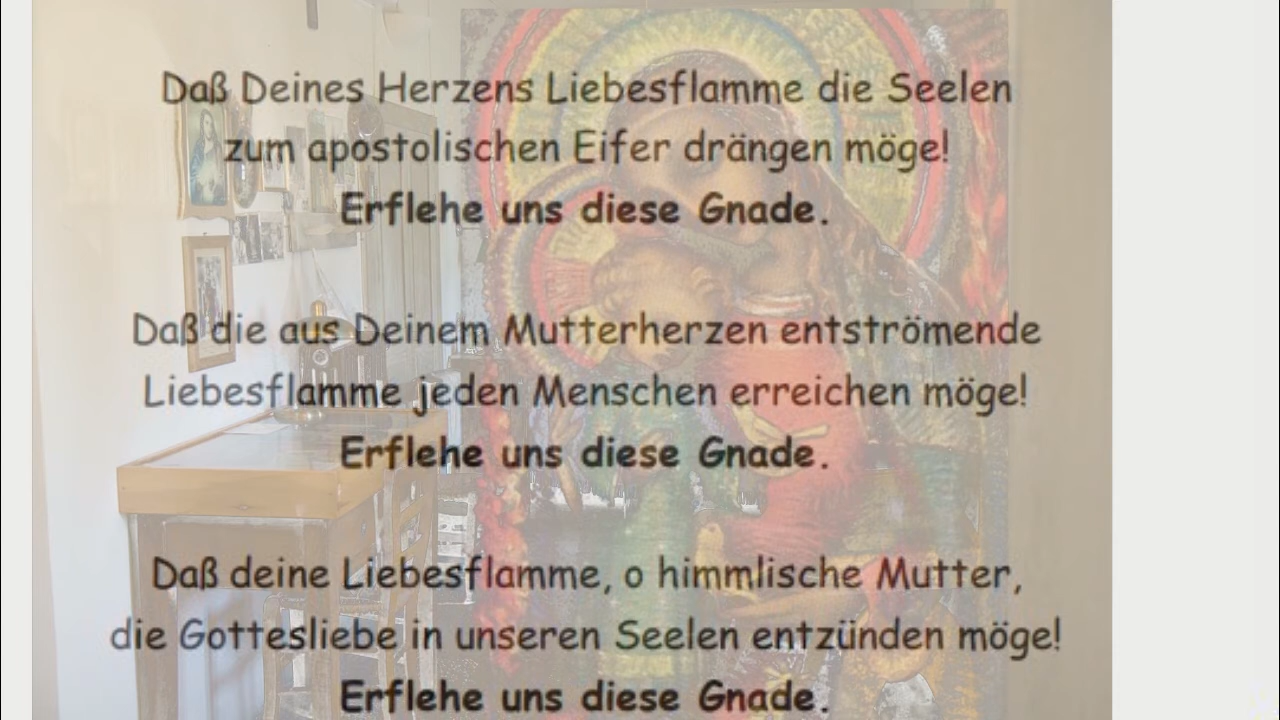 Daß Deines Herzens Liebesflamme die Seelen
zum apostolischen Eifer drängen möge!
Erflehe uns diese Gnade.
Daß die aus Deinem Mutterherzen entströmende
Liebesflamme jeden Menschen erreichen möge!
Erflehe uns diese Gnade.
Daß deine Liebesflamme, o himmlische Mutter,
die Gottesliebe in unseren Seelen entzünden möge!
Erflehe uns diese Gnade.